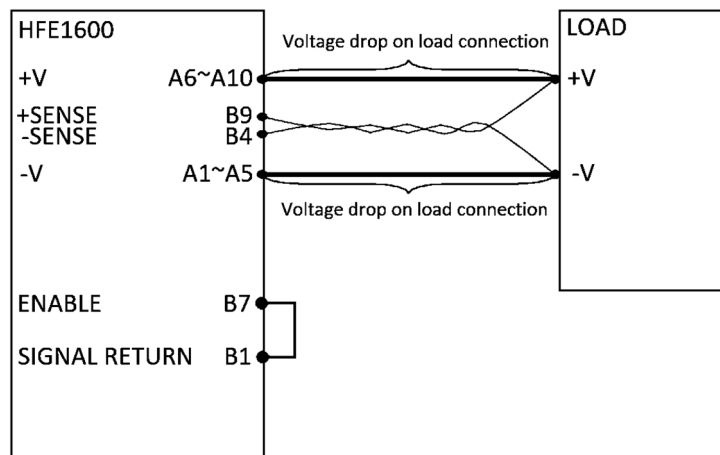 HFE1600
LOAD
Voltage drop on load connection
+V A6~A10 +V
+SENSE B9
-SENSE B4
-V A1~A5 -V
Voltage drop on load connection
ENABLE B7
SIGNAL RETURN B1